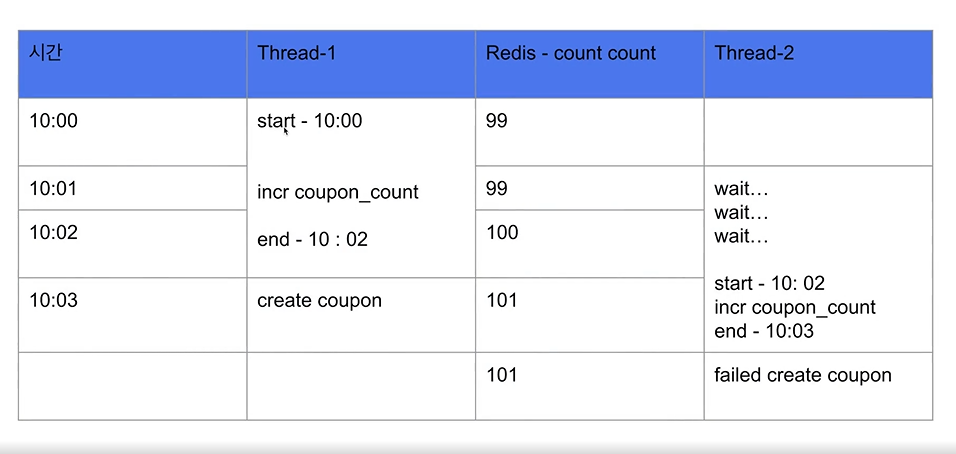 시간 Thread-1 Redis - count count Thread-2
10:00 start - 10:00 99
10:01 incr coupon_count 99 wait...
wait...
10:02 end - 10 : 02 100 wait...
start - 10: 02
10:03 create coupon 101 incr coupon_count
end - 10:03
101 failed create coupon